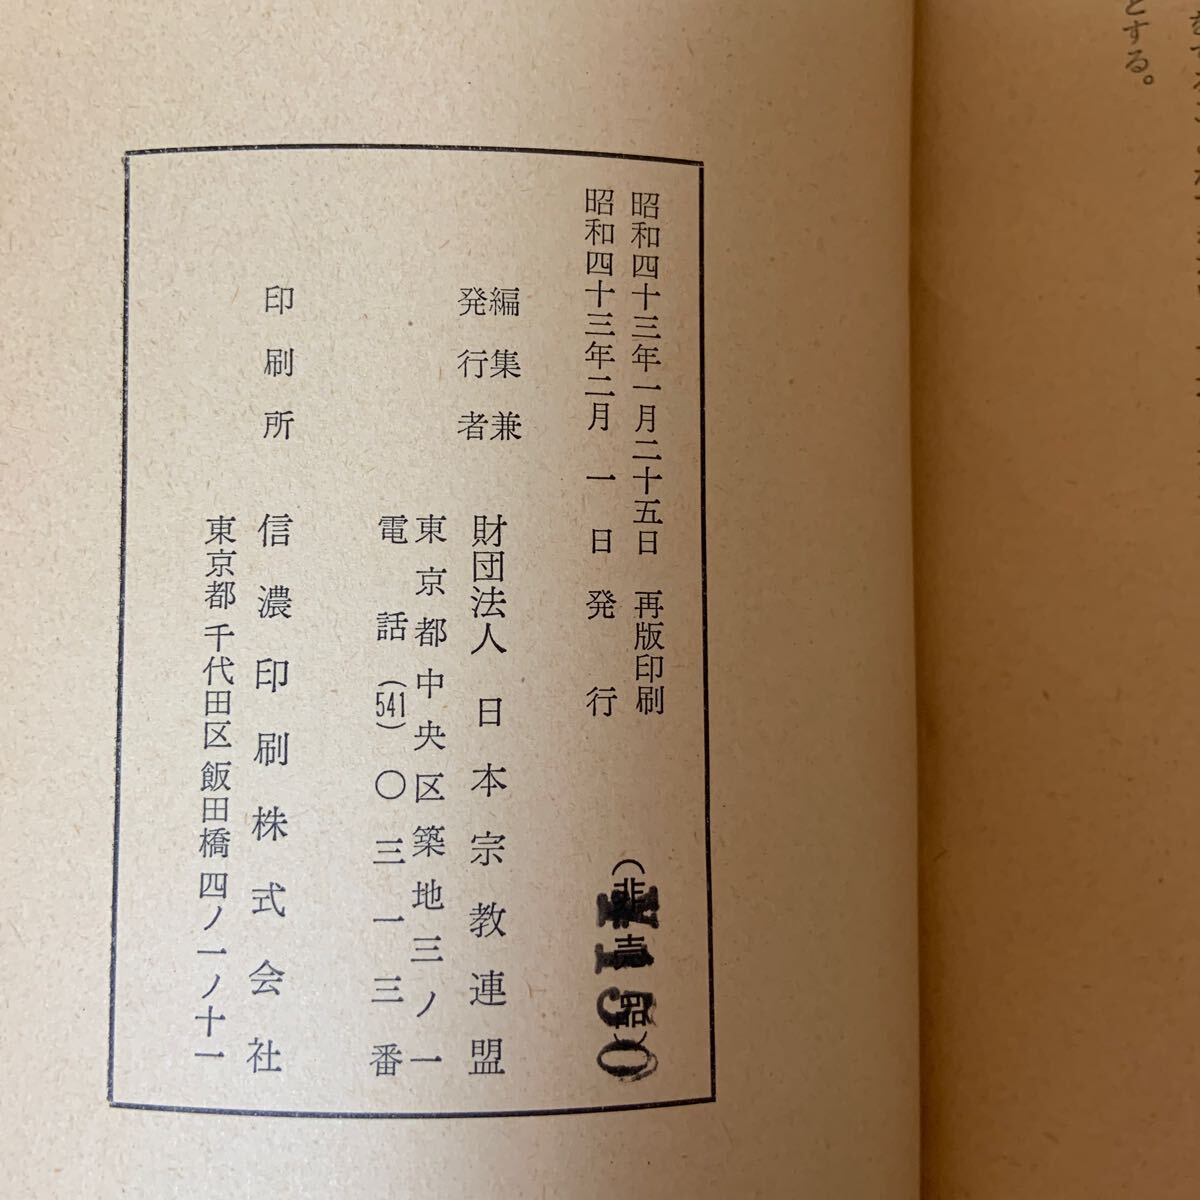 とする。
昭和四十三年一月二十五日 再版印刷
昭和四十三年二月 一 日 発 行
(非売品)
¥150
編集兼
発行者
財団法人 日本宗教連盟
東京都中央区築地三ノ一
電話(541)〇三一三番
印刷所
信濃印刷株式会社
東京都千代田区飯田橋四ノ一ノ十一